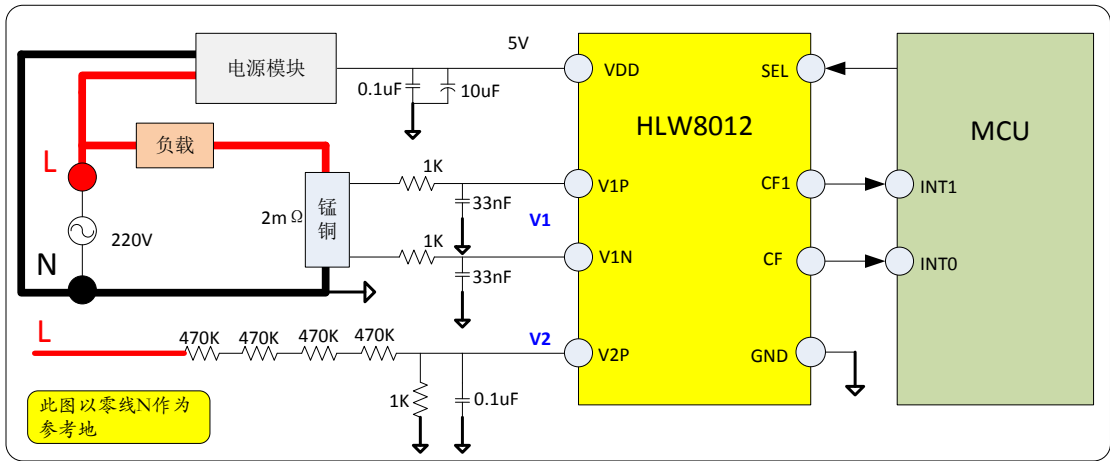 电源模块
5V
0.1uF
10uF
VDD
SEL
HLW8012
MCU
负载
L
1K
V1P
33nF
CF1
INT1
2mΩ
锰
铜
V1
220V
N
1K
V1N
33nF
CF
INT0
L
470K
470K
470K
470K
V2
V2P
GND
1K
0.1uF
此图以零线N作为
参考地